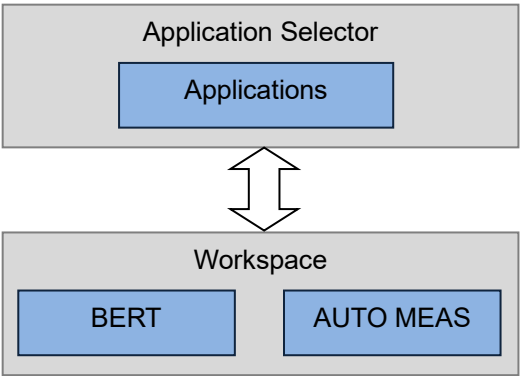 Application Selector
Applications
Workspace
BERT
AUTO MEAS